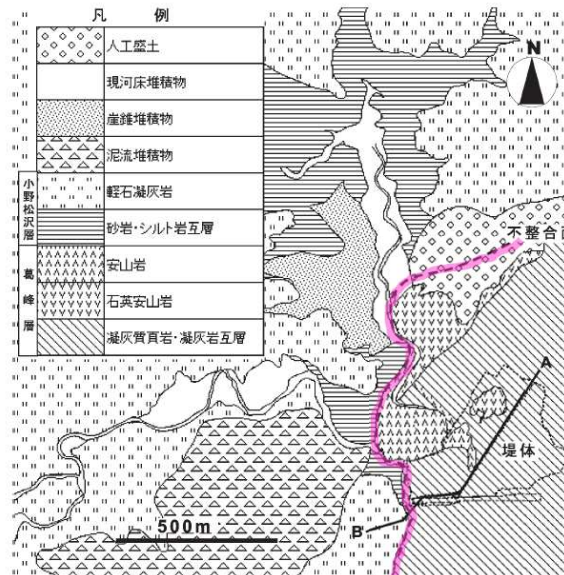 凡 例
人工盛土
現河床堆積物
崖錐堆積物
泥流堆積物
小野松沢層
軽石凝灰岩
砂岩・シルト岩互層
葛峰層
安山岩
石英安山岩
凝灰質頁岩・凝灰岩互層
N
不整合面
A
堤体
B
500m